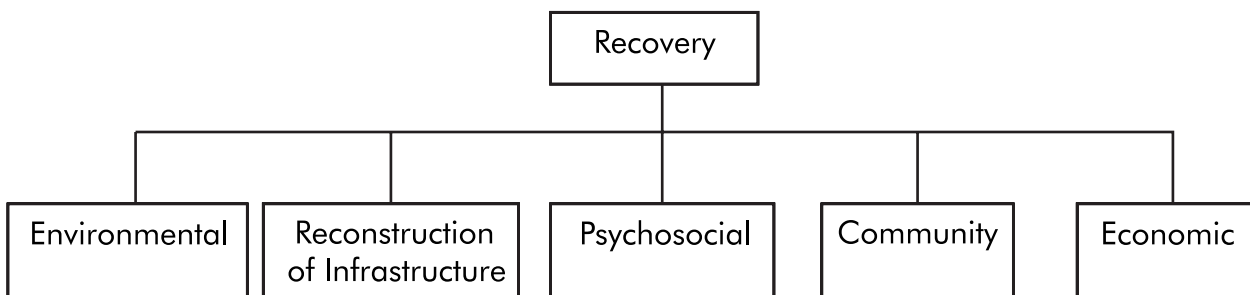 Recovery
Environmental
Reconstruction
of Infrastructure
Psychosocial
Community
Economic